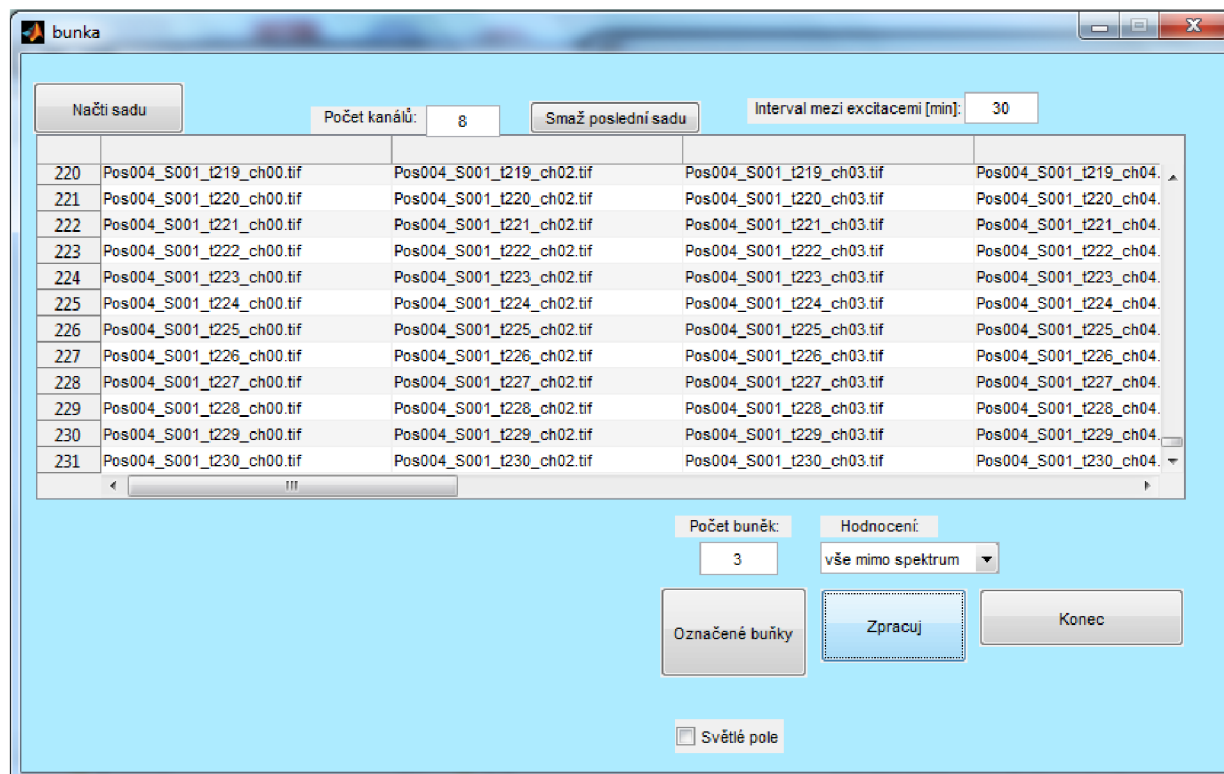 bunka
Načti sadu
Počet kanálů: 8 Smaž poslední sadu Interval mezi excitacemi [min]: 30
220 Pos004_S001_t219_ch00.tif Pos004_S001_t219_ch02.tif Pos004_S001_t219_ch03.tif Pos004_S001_t219_ch04.
221 Pos004_S001_t220_ch00.tif Pos004_S001_t220_ch02.tif Pos004_S001_t220_ch03.tif Pos004_S001_t220_ch04.
222 Pos004_S001_t221_ch00.tif Pos004_S001_t221_ch02.tif Pos004_S001_t221_ch03.tif Pos004_S001_t221_ch04.
223 Pos004_S001_t222_ch00.tif Pos004_S001_t222_ch02.tif Pos004_S001_t222_ch03.tif Pos004_S001_t222_ch04.
224 Pos004_S001_t223_ch00.tif Pos004_S001_t223_ch02.tif Pos004_S001_t223_ch03.tif Pos004_S001_t223_ch04.
225 Pos004_S001_t224_ch00.tif Pos004_S001_t224_ch02.tif Pos004_S001_t224_ch03.tif Pos004_S001_t224_ch04.
226 Pos004_S001_t225_ch00.tif Pos004_S001_t225_ch02.tif Pos004_S001_t225_ch03.tif Pos004_S001_t225_ch04.
227 Pos004_S001_t226_ch00.tif Pos004_S001_t226_ch02.tif Pos004_S001_t226_ch03.tif Pos004_S001_t226_ch04.
228 Pos004_S001_t227_ch00.tif Pos004_S001_t227_ch02.tif Pos004_S001_t227_ch03.tif Pos004_S001_t227_ch04.
229 Pos004_S001_t228_ch00.tif Pos004_S001_t228_ch02.tif Pos004_S001_t228_ch03.tif Pos004_S001_t228_ch04.
230 Pos004_S001_t229_ch00.tif Pos004_S001_t229_ch02.tif Pos004_S001_t229_ch03.tif Pos004_S001_t229_ch04.
231 Pos004_S001_t230_ch00.tif Pos004_S001_t230_ch02.tif Pos004_S001_t230_ch03.tif Pos004_S001_t230_ch04.
Počet buněk: Hodnocení:
3 vše mimo spektrum
Označené buňky Zpracuj Konec
Světlé pole